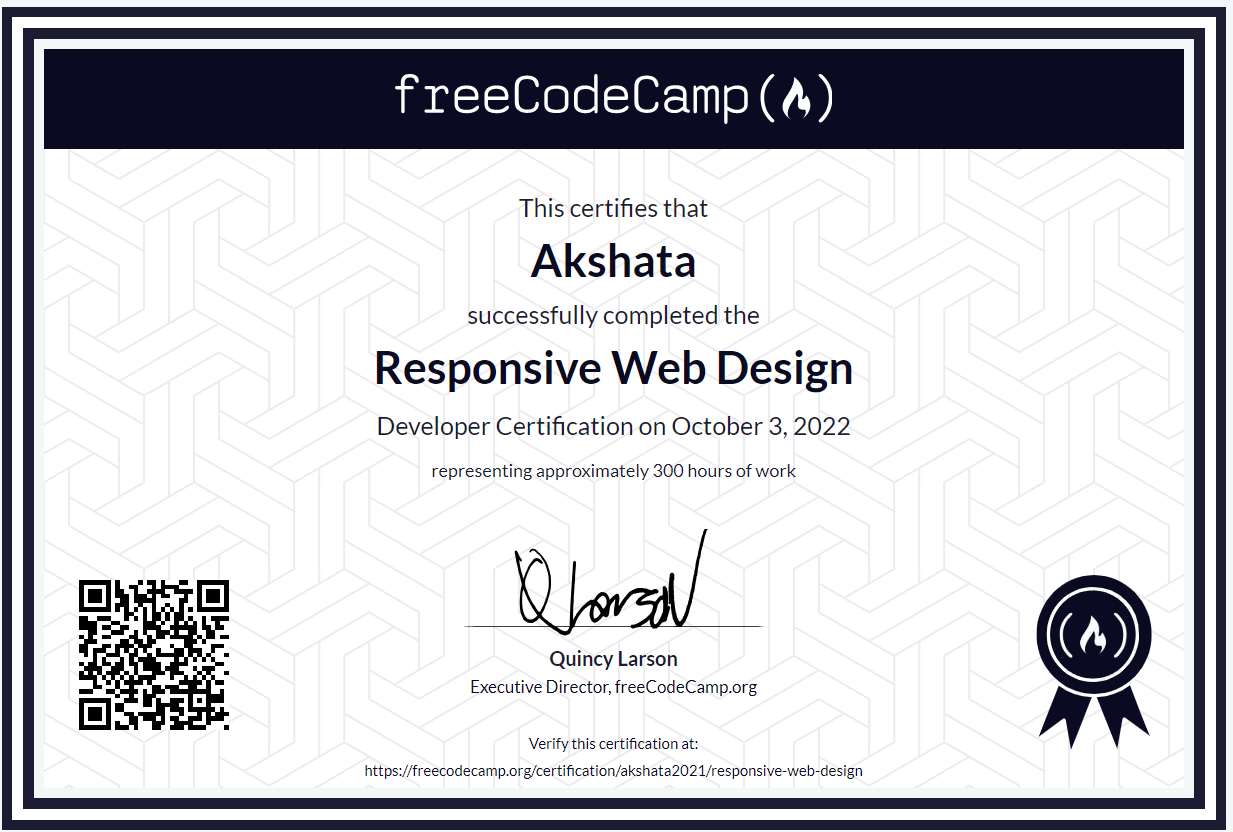 freeCodeCamp
This certifies that
Akshata
successfully completed the
Responsive Web Design
Developer Certification on October 3, 2022
representing approximately 300 hours of work
Quincy Larson
Executive Director, freeCodeCamp.org
Verify this certification at:
https://freecodecamp.org/certification/akshata2021/responsive-web-design